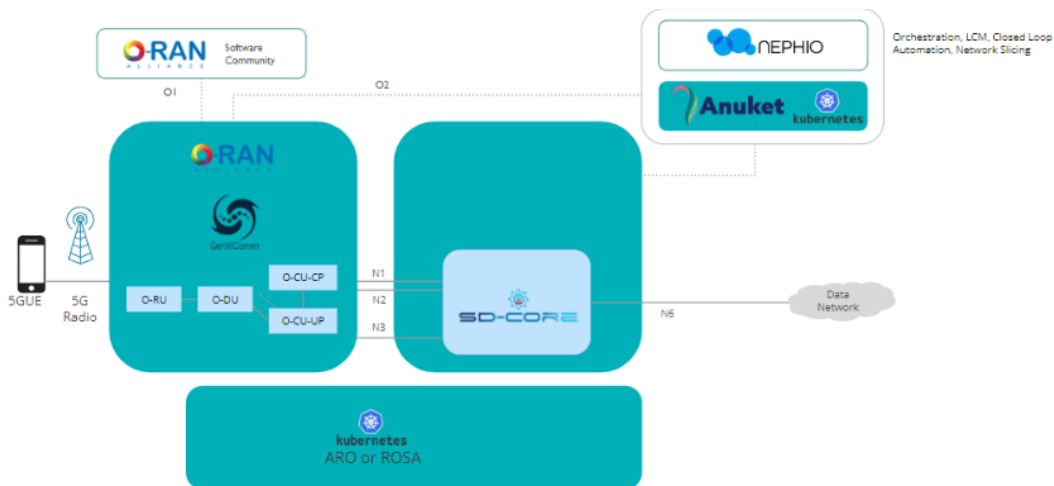 O-RAN
ALLIANCE
Software
Community
NEPHIO
Anuket
kubernetes
Orchestration, LCM, Closed Loop
Automation, Network Slicing
O1
O2
O-RAN
ALLIANCE
GenXComm
5GUE
5G
Radio
O-RU
O-DU
O-CU-CP
O-CU-UP
N1
N2
N3
SD-CORE
N6
Data
Network
kubernetes
ARO or ROSA